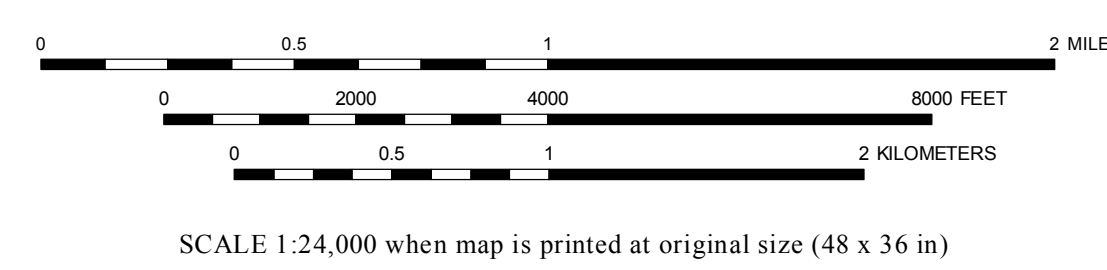 0 0.5 1 2 MILE
0 2000 4000 8000 FEET
0 0.5 1 2 KILOMETERS
SCALE 1:24,000 when map is printed at original size (48 x 36 in)